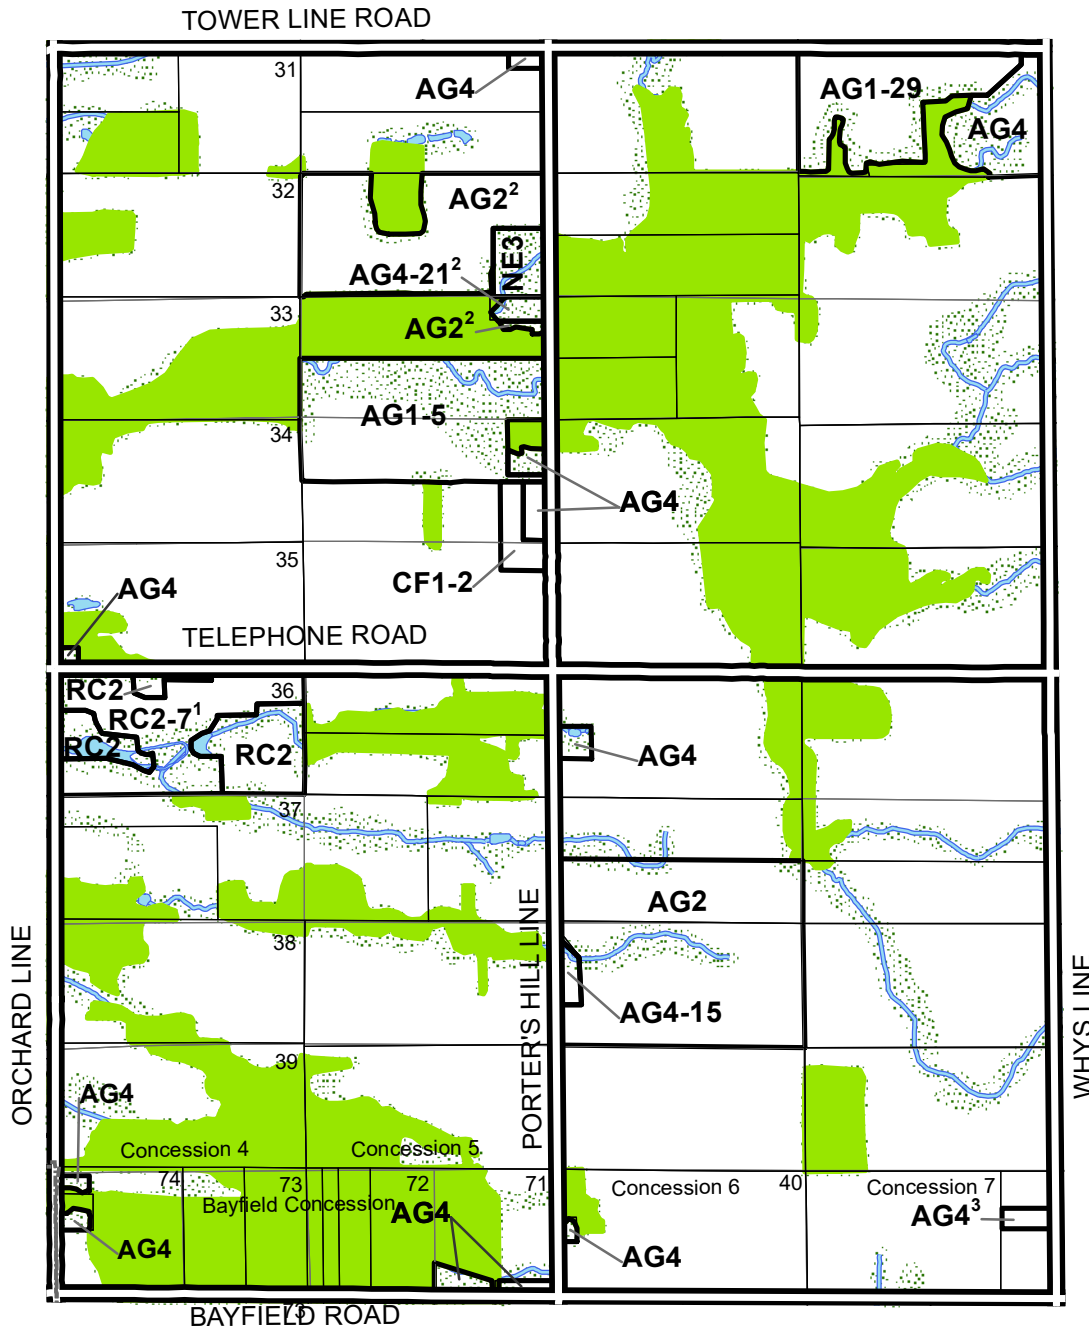 TOWER LINE ROAD
31
AG4
AG1-29
AG4
32
AG2²
NE3
AG4-21²
33
AG2²
AG1-5
34
AG4
35
CF1-2
AG4
TELEPHONE ROAD
RC2
36
RC2-7¹
RC2
RC2
AG4
37
AG2
38
ORCHARD LINE
PORTER'S HILL LINE
WHYS LINE
AG4-15
39
AG4
Concession 4
Concession 5
74
73
72
71
Concession 6
40
Concession 7
Bayfield Concession
AG4
AG4³
AG4
AG4
73
BAYFIELD ROAD